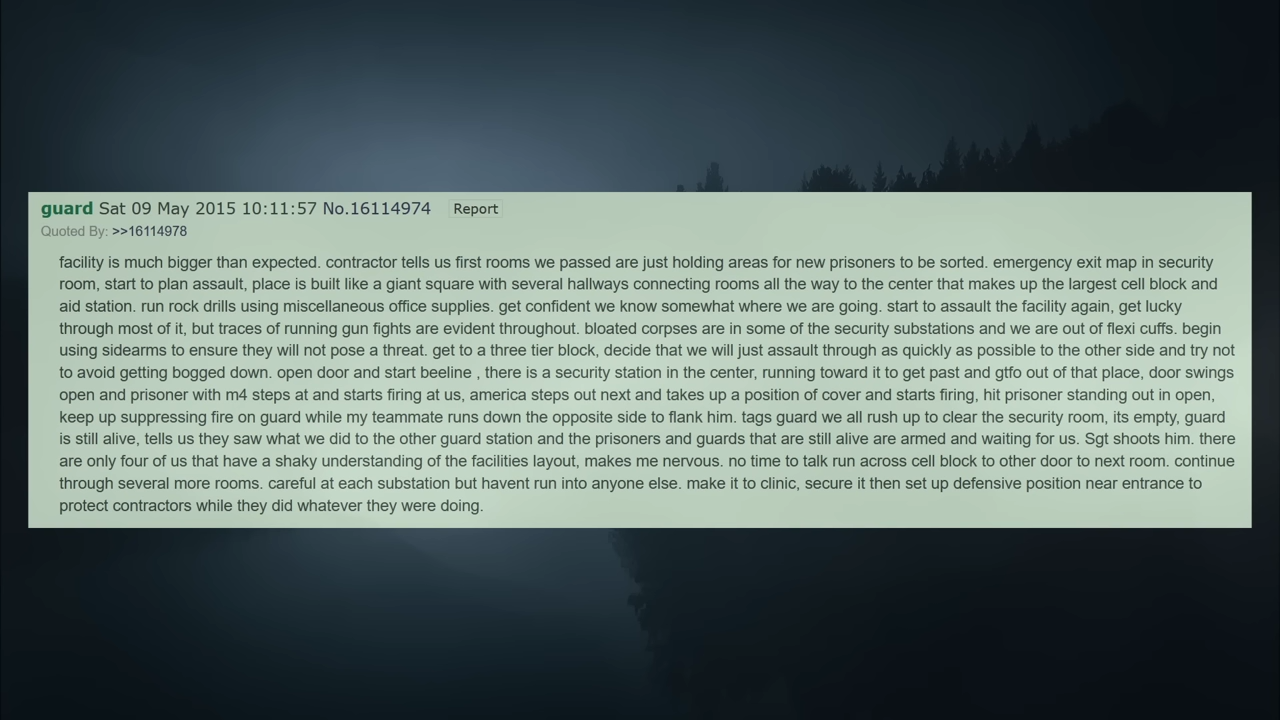 guard Sat 09 May 2015 10:11:57 No.16114974 Report
Quoted By: >>16114978
facility is much bigger than expected. contractor tells us first rooms we passed are just holding areas for new prisoners to be sorted. emergency exit map in security
room, start to plan assault, place is built like a giant square with several hallways connecting rooms all the way to the center that makes up the largest cell block and
aid station. run rock drills using miscellaneous office supplies. get confident we know somewhat where we are going. start to assault the facility again, get lucky
through most of it, but traces of running gun fights are evident throughout. bloated corpses are in some of the security substations and we are out of flexi cuffs. begin
using sidearms to ensure they will not pose a threat. get to a three tier block, decide that we will just assault through as quickly as possible to the other side and try not
to avoid getting bogged down. open door and start beeline , there is a security station in the center, running toward it to get past and gtfo out of that place, door swings
open and prisoner with m4 steps at and starts firing at us, america steps out next and takes up a position of cover and starts firing, hit prisoner standing out in open,
keep up suppressing fire on guard while my teammate runs down the opposite side to flank him. tags guard we all rush up to clear the security room, its empty, guard
is still alive, tells us they saw what we did to the other guard station and the prisoners and guards that are still alive are armed and waiting for us. Sgt shoots him. there
are only four of us that have a shaky understanding of the facilities layout, makes me nervous. no time to talk run across cell block to other door to next room. continue
through several more rooms. careful at each substation but havent run into anyone else. make it to clinic, secure it then set up defensive position near entrance to
protect contractors while they did whatever they were doing.